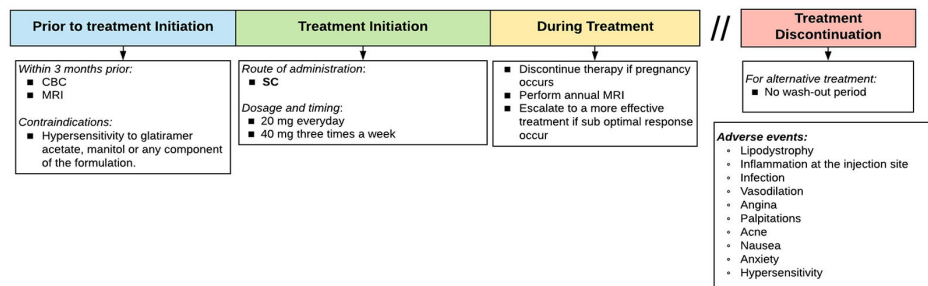 Prior to treatment Initiation
Within 3 months prior:
■ CBC
■ MRI
Contraindications:
■ Hypersensitivity to glatiramer
acetate, manitol or any component
of the formulation.
Treatment Initiation
Route of administration:
■ SC
Dosage and timing:
■ 20 mg everyday
■ 40 mg three times a week
During Treatment
■ Discontinue therapy if pregnancy
occurs
■ Perform annual MRI
■ Escalate to a more effective
treatment if sub optimal response
occur
//
Treatment
Discontinuation
For alternative treatment:
■ No wash-out period
Adverse events:
◦ Lipodystrophy
◦ Inflammation at the injection site
◦ Infection
◦ Vasodilation
◦ Angina
◦ Palpitations
◦ Acne
◦ Nausea
◦ Anxiety
◦ Hypersensitivity